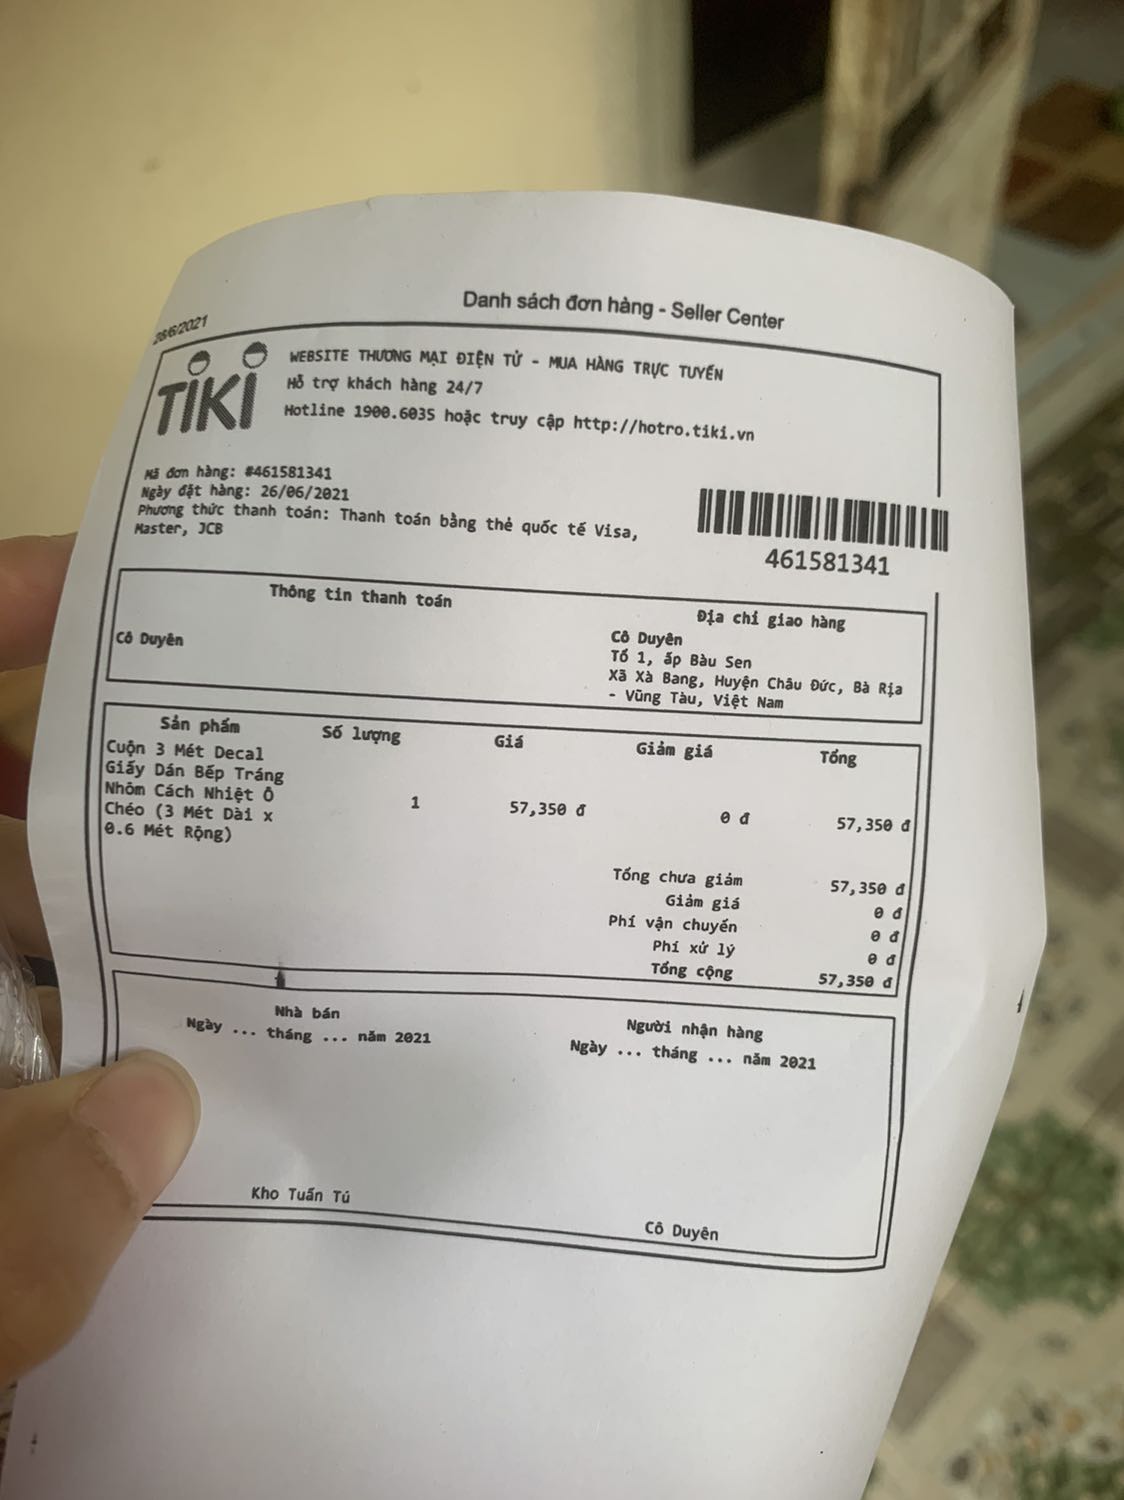 Danh sách đơn hàng - Seller Center
28/6/2021
TiKi
WEBSITE THƯƠNG MẠI ĐIỆN TỬ - MUA HÀNG TRỰC TUYẾN
Hỗ trợ khách hàng 24/7
Hotline 1900.6035 hoặc truy cập http://hotro.tiki.vn
Mã đơn hàng: #461581341
Ngày đặt hàng: 26/06/2021
Phương thức thanh toán: Thanh toán bằng thẻ quốc tế Visa,
Master, JCB
461581341
Thông tin thanh toán
Cô Duyên
Địa chỉ giao hàng
Cô Duyên
Tổ 1, ấp Bàu Sen
Xã Xà Bang, Huyện Châu Đức, Bà Rịa
- Vũng Tàu, Việt Nam
Sản phẩm Số lượng Giá Giảm giá Tổng
Cuộn 3 Mét Decal
Giấy Dán Bếp Tráng
Nhôm Cách Nhiệt Ô
Chéo (3 Mét Dài x
0.6 Mét Rộng)
1 57,350 đ 0 đ 57,350 đ
Tổng chưa giảm 57,350 đ
Giảm giá 0 đ
Phí vận chuyển 0 đ
Phí xử lý 0 đ
Tổng cộng 57,350 đ
Nhà bán
Ngày ... tháng ... năm 2021
Kho Tuấn Tú
Người nhận hàng
Ngày ... tháng ... năm 2021
Cô Duyên